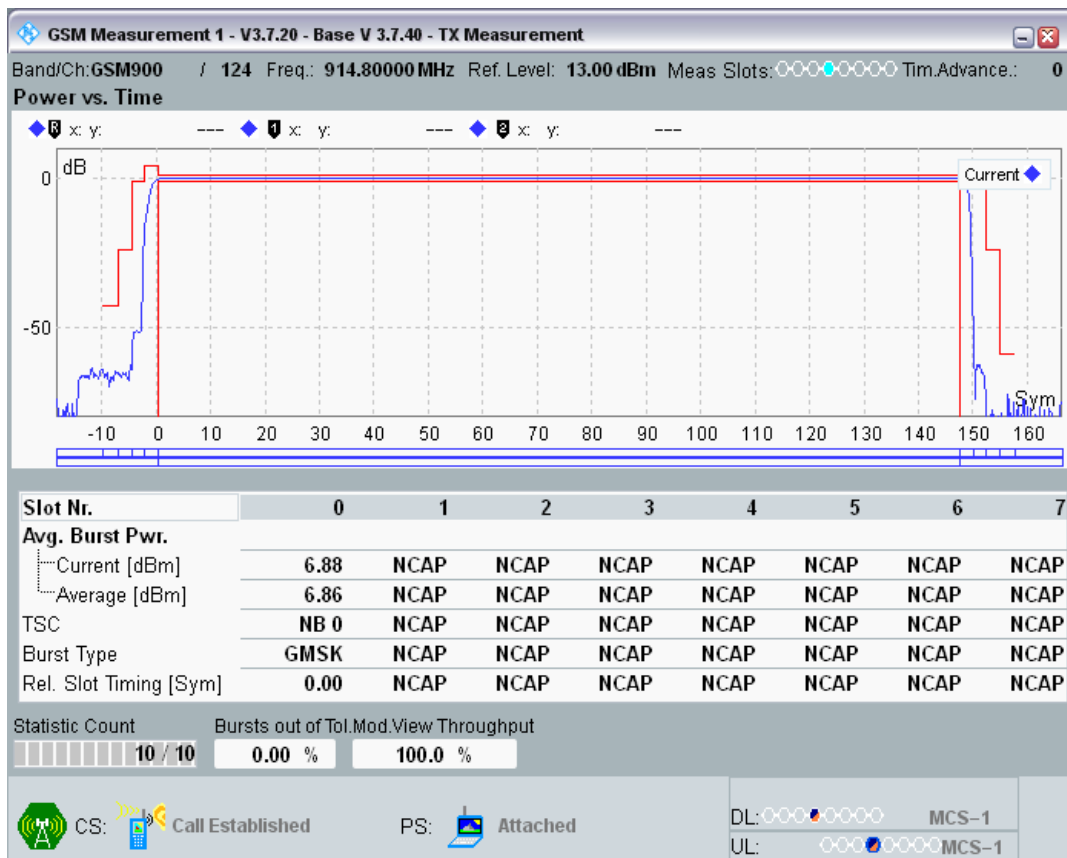 GSM Measurement 1 - V3.7.20 - Base V 3.7.40 - TX Measurement
Band/Ch:GSM900 / 124 Freq.: 914.80000 MHz Ref. Level: 13.00 dBm Meas Slots: Tim.Advance.: 0
Power vs. Time
R x: y: --- 1 x: y: --- 2 x: y: ---
dB
Current
0
-50
Sym
-10 0 10 20 30 40 50 60 70 80 90 100 110 120 130 140 150 160
Slot Nr. 0 1 2 3 4 5 6 7
Avg. Burst Pwr.
Current [dBm] 6.88 NCAP NCAP NCAP NCAP NCAP NCAP NCAP
Average [dBm] 6.86 NCAP NCAP NCAP NCAP NCAP NCAP NCAP
TSC NB 0 NCAP NCAP NCAP NCAP NCAP NCAP NCAP
Burst Type GMSK NCAP NCAP NCAP NCAP NCAP NCAP NCAP
Rel. Slot Timing [Sym] 0.00 NCAP NCAP NCAP NCAP NCAP NCAP NCAP
Statistic Count Bursts out of Tol.Mod.View Throughput
10 / 10 0.00 % 100.0 %
CS: Call Established PS: Attached
DL: MCS-1
UL: MCS-1